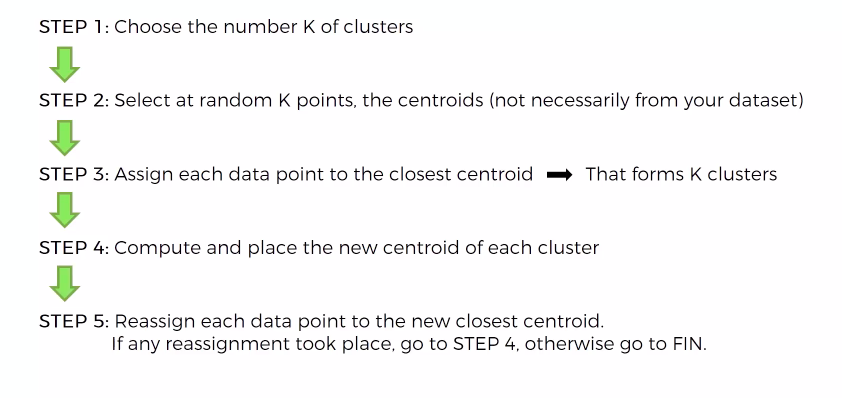 STEP 1: Choose the number K of clusters
STEP 2: Select at random K points, the centroids (not necessarily from your dataset)
STEP 3: Assign each data point to the closest centroid ➡ That forms K clusters
STEP 4: Compute and place the new centroid of each cluster
STEP 5: Reassign each data point to the new closest centroid.
If any reassignment took place, go to STEP 4, otherwise go to FIN.